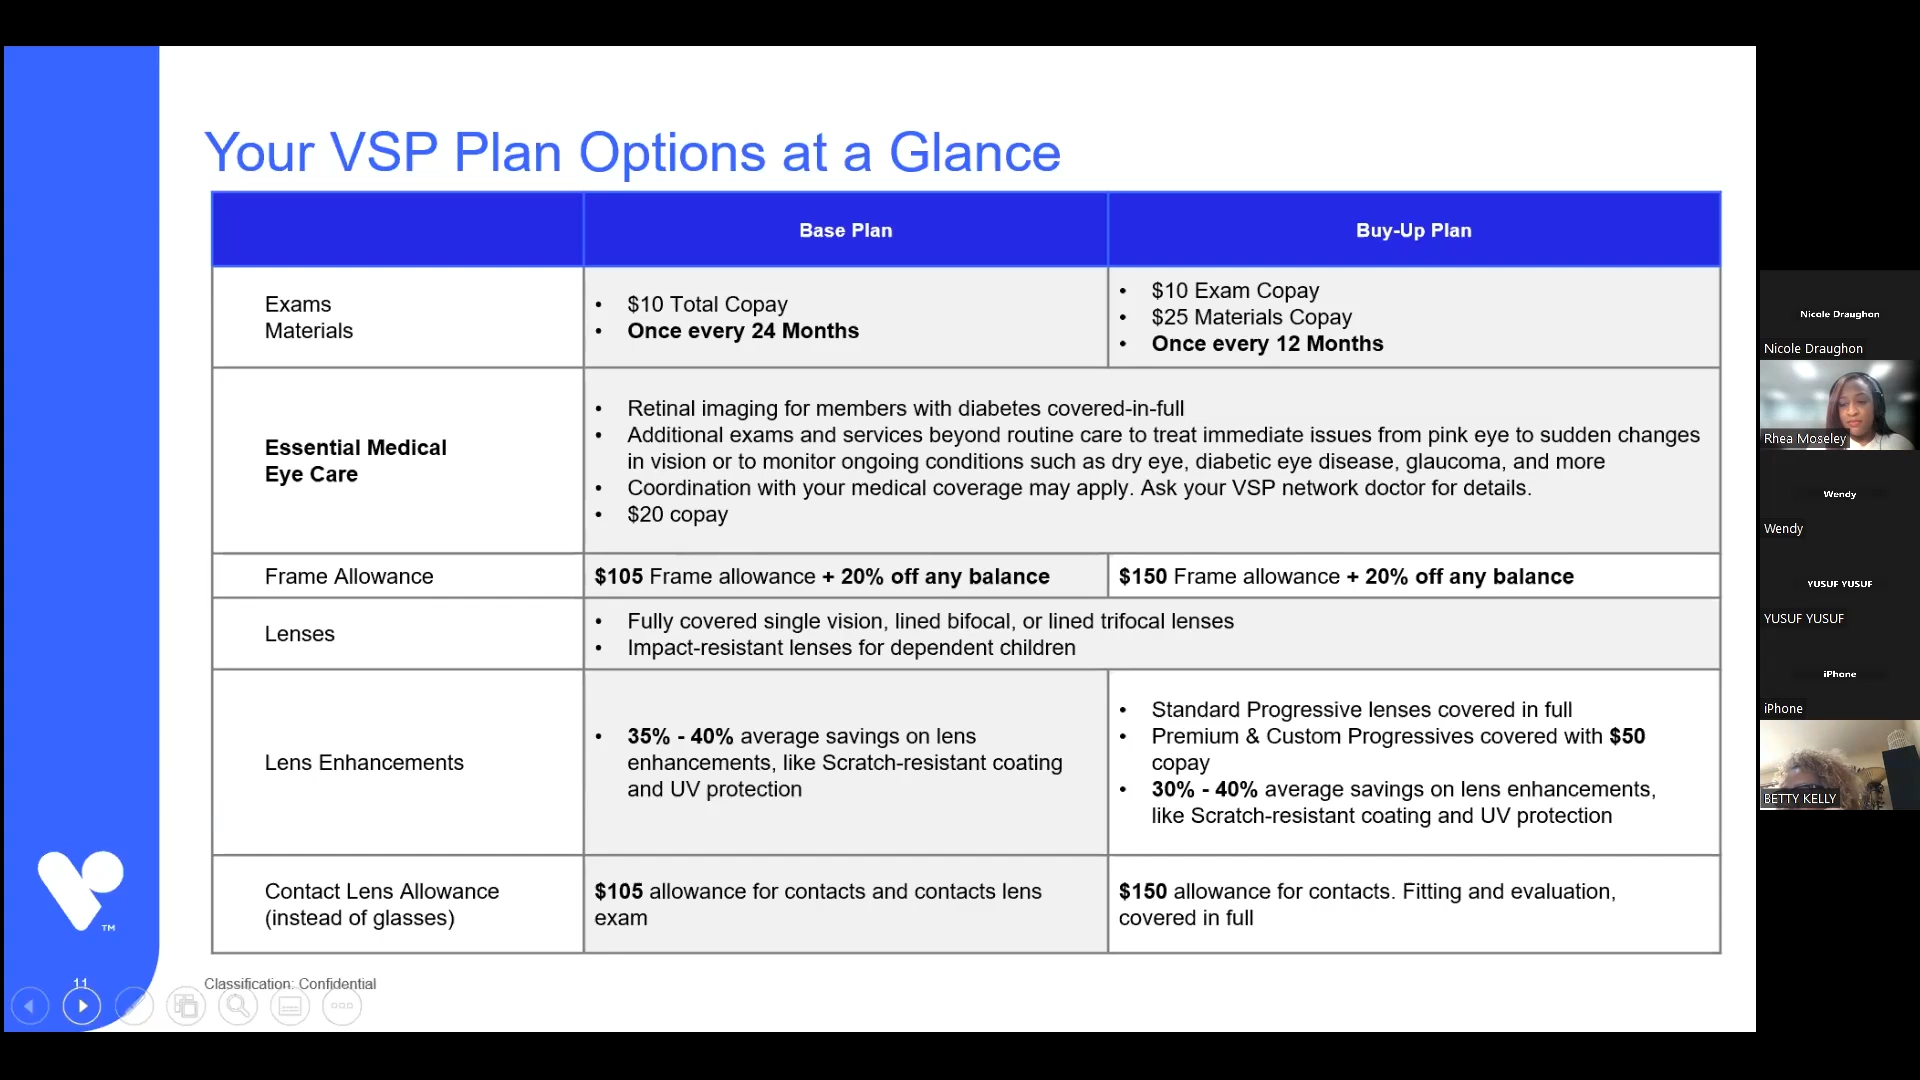 Your VSP Plan Options at a Glance
Base Plan
Buy-Up Plan
Exams
Materials
• $10 Total Copay
• Once every 24 Months
• $10 Exam Copay
• $25 Materials Copay
• Once every 12 Months
Essential Medical
Eye Care
• Retinal imaging for members with diabetes covered-in-full
• Additional exams and services beyond routine care to treat immediate issues from pink eye to sudden changes
in vision or to monitor ongoing conditions such as dry eye, diabetic eye disease, glaucoma, and more
• Coordination with your medical coverage may apply. Ask your VSP network doctor for details.
• $20 copay
Frame Allowance
$105 Frame allowance + 20% off any balance
$150 Frame allowance + 20% off any balance
Lenses
• Fully covered single vision, lined bifocal, or lined trifocal lenses
• Impact-resistant lenses for dependent children
Lens Enhancements
• 35% - 40% average savings on lens
enhancements, like Scratch-resistant coating
and UV protection
• Standard Progressive lenses covered in full
• Premium & Custom Progressives covered with $50
copay
• 30% - 40% average savings on lens enhancements,
like Scratch-resistant coating and UV protection
Contact Lens Allowance
(instead of glasses)
$105 allowance for contacts and contacts lens
exam
$150 allowance for contacts. Fitting and evaluation,
covered in full
TM
11
Classification: Confidential
Nicole Draughon
Nicole Draughon
Rhea Moseley
Wendy
Wendy
YUSUF YUSUF
YUSUF YUSUF
iPhone
iPhone
BETTY KELLY